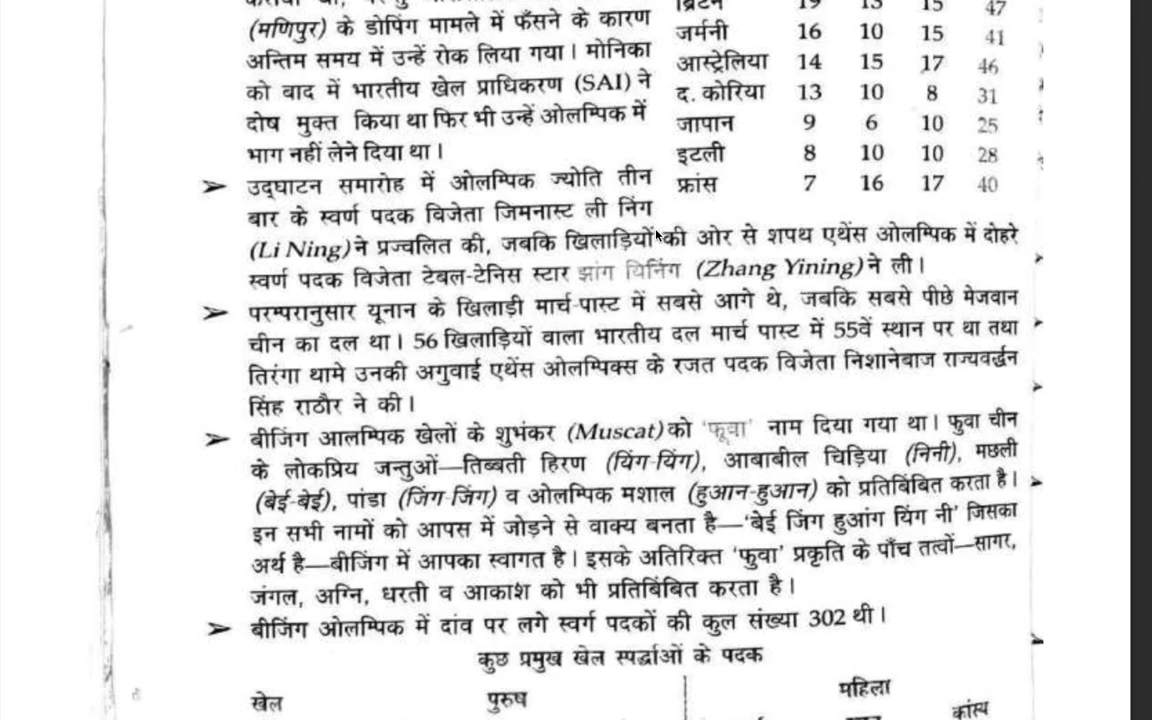 (मणिपुर) के डोपिंग मामले में फँसने के कारण
अन्तिम समय में उन्हें रोक लिया गया। मोनिका
को बाद में भारतीय खेल प्राधिकरण (SAI) ने
दोष मुक्त किया था फिर भी उन्हें ओलम्पिक में
भाग नहीं लेने दिया था।
ब्रिटेन 19 13 15 47
जर्मनी 16 10 15 41
आस्ट्रेलिया 14 15 17 46
द. कोरिया 13 10 8 31
जापान 9 6 10 25
इटली 8 10 10 28
फ्रांस 7 16 17 40
➢ उद्घाटन समारोह में ओलम्पिक ज्योति तीन
बार के स्वर्ण पदक विजेता जिमनास्ट ली निंग
(Li Ning) ने प्रज्वलित की, जबकि खिलाड़ियों की ओर से शपथ एथेंस ओलम्पिक में दोहरे
स्वर्ण पदक विजेता टेबल-टेनिस स्टार झांग यिनिंग (Zhang Yining) ने ली।
➢ परम्परानुसार यूनान के खिलाड़ी मार्च-पास्ट में सबसे आगे थे, जबकि सबसे पीछे मेजवान
चीन का दल था। 56 खिलाड़ियों वाला भारतीय दल मार्च पास्ट में 55वें स्थान पर था तथा
तिरंगा थामे उनकी अगुवाई एथेंस ओलम्पिक्स के रजत पदक विजेता निशानेबाज राज्यवर्द्धन
सिंह राठौर ने की।
➢ बीजिंग आलम्पिक खेलों के शुभंकर (Muscat) को 'फूवा' नाम दिया गया था। फुवा चीन
के लोकप्रिय जन्तुओं—तिब्बती हिरण (यिंग-यिंग), आबाबील चिड़िया (निनी), मछली
(बेई-बेई), पांडा (जिंग-जिंग) व ओलम्पिक मशाल (हुआन-हुआन) को प्रतिबिंबित करता है।
इन सभी नामों को आपस में जोड़ने से वाक्य बनता है—'बेई जिंग हुआंग यिंग नी' जिसका
अर्थ है—बीजिंग में आपका स्वागत है। इसके अतिरिक्त 'फुवा' प्रकृति के पाँच तत्वों—सागर,
जंगल, अग्नि, धरती व आकाश को भी प्रतिबिंबित करता है।
➢ बीजिंग ओलम्पिक में दांव पर लगे स्वर्ग पदकों की कुल संख्या 302 थी।
कुछ प्रमुख खेल स्पर्द्धाओं के पदक
खेल पुरुष महिला
कांस्य